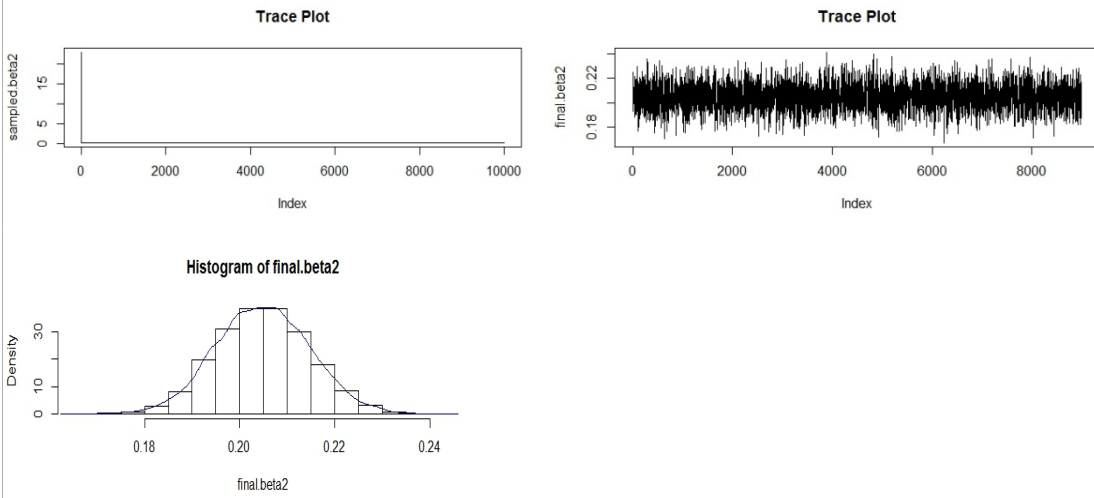 Trace Plot
sampled.beta2
0 5 15
0 2000 4000 6000 8000 10000
Index
Trace Plot
final.beta2
0.18 0.22
0 2000 4000 6000 8000
Index
Histogram of final.beta2
Density
0 10 30
0.18 0.20 0.22 0.24
final.beta2